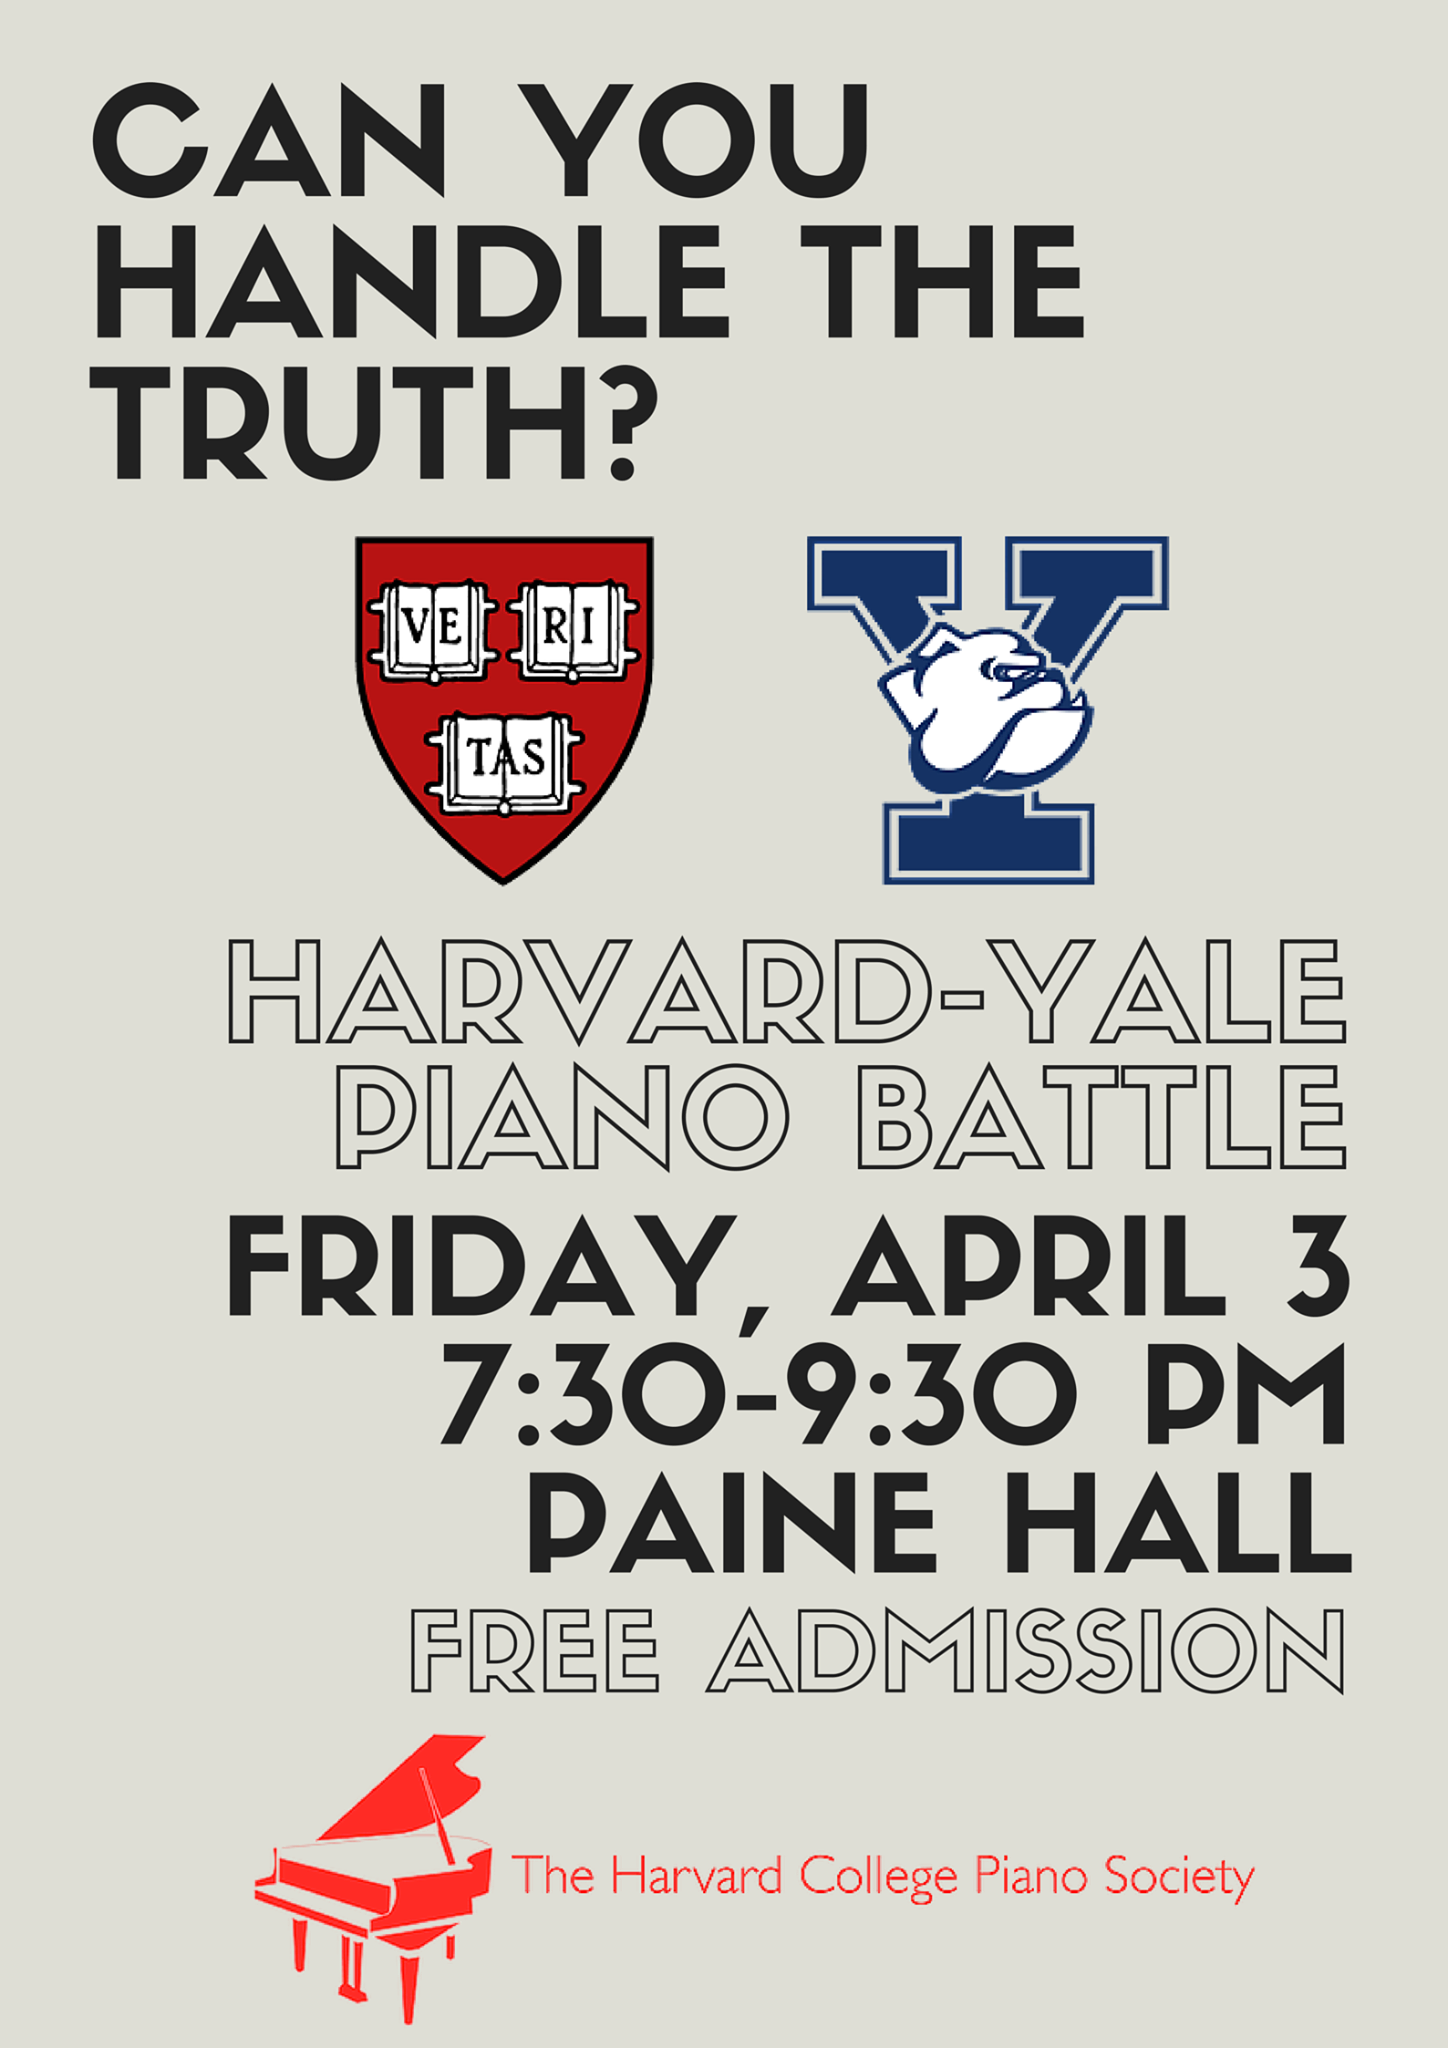 CAN YOU
HANDLE THE
TRUTH?
VE RI
TAS
Y
HARVARD-YALE
PIANO BATTLE
FRIDAY, APRIL 3
7:30-9:30 PM
PAINE HALL
FREE ADMISSION
The Harvard College Piano Society